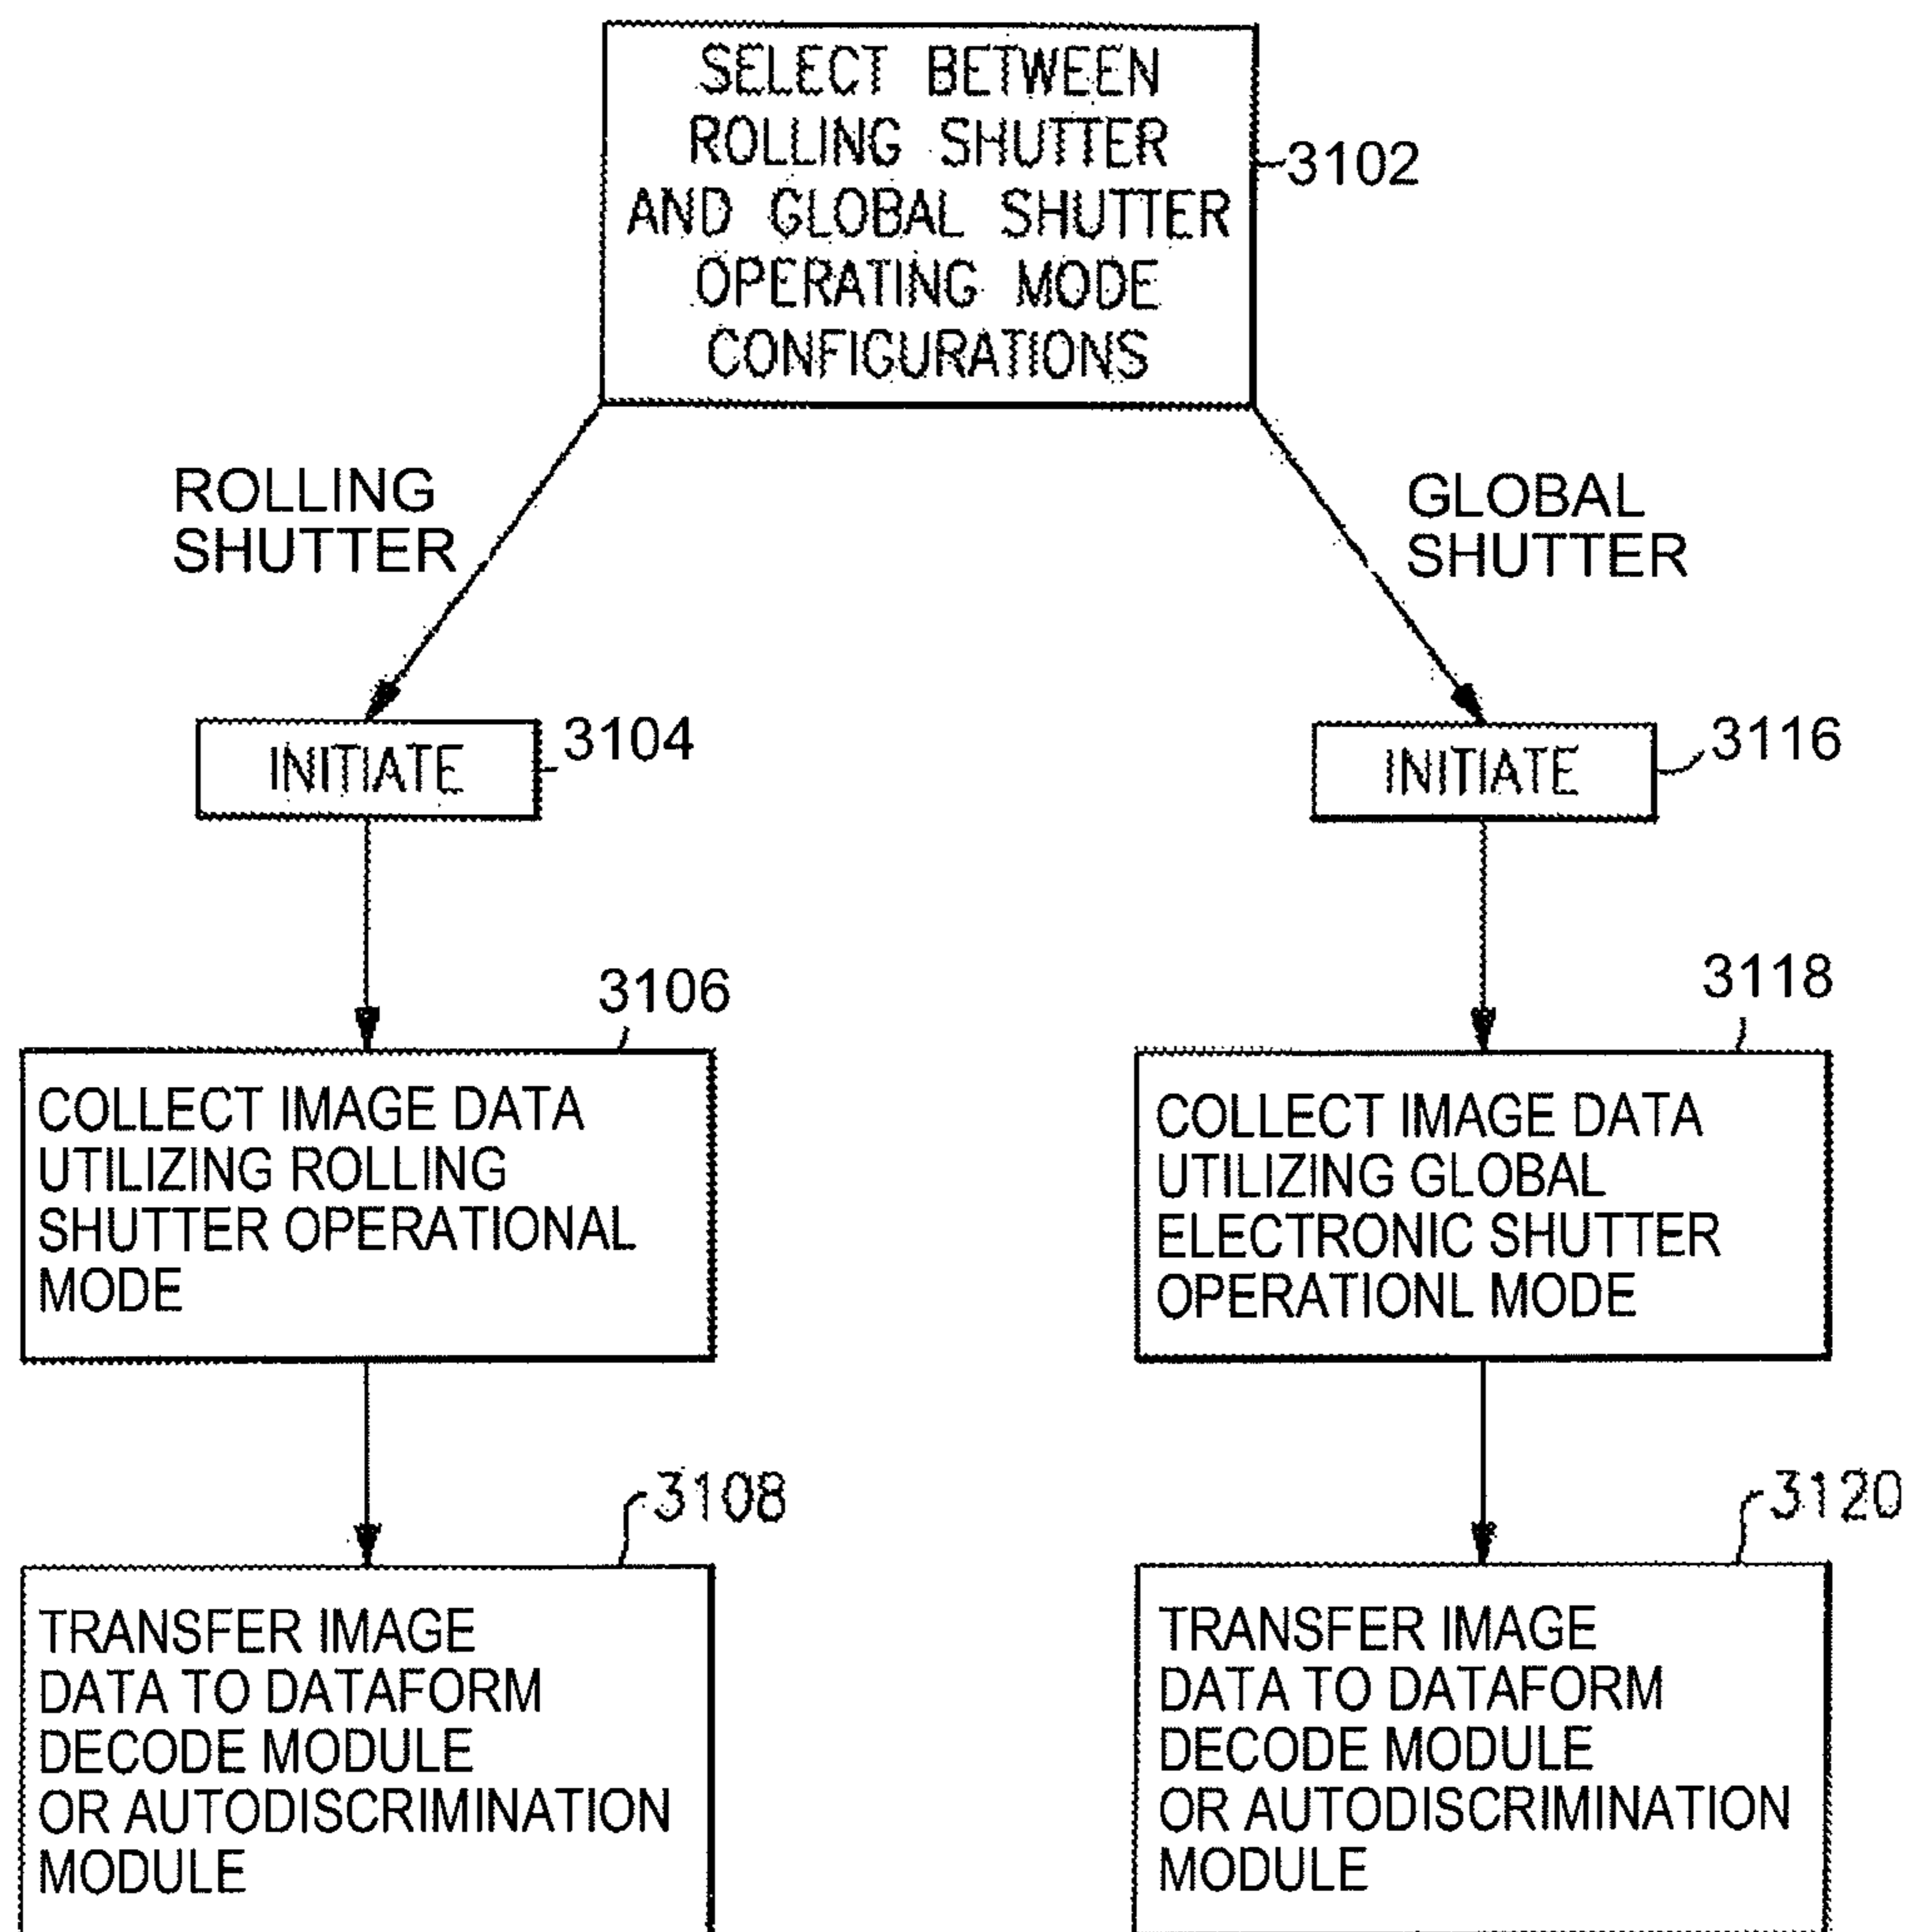 SELECT BETWEEN
ROLLING SHUTTER
AND GLOBAL SHUTTER
OPERATING MODE
CONFIGURATIONS
3102
ROLLING
SHUTTER
GLOBAL
SHUTTER
INITIATE
3104
INITIATE
3116
3106
COLLECT IMAGE DATA
UTILIZING ROLLING
SHUTTER OPERATIONAL
MODE
3118
COLLECT IMAGE DATA
UTILIZING GLOBAL
ELECTRONIC SHUTTER
OPERATIONL MODE
3108
TRANSFER IMAGE
DATA TO DATAFORM
DECODE MODULE
OR AUTODISCRIMINATION
MODULE
3120
TRANSFER IMAGE
DATA TO DATAFORM
DECODE MODULE
OR AUTODISCRIMINATION
MODULE